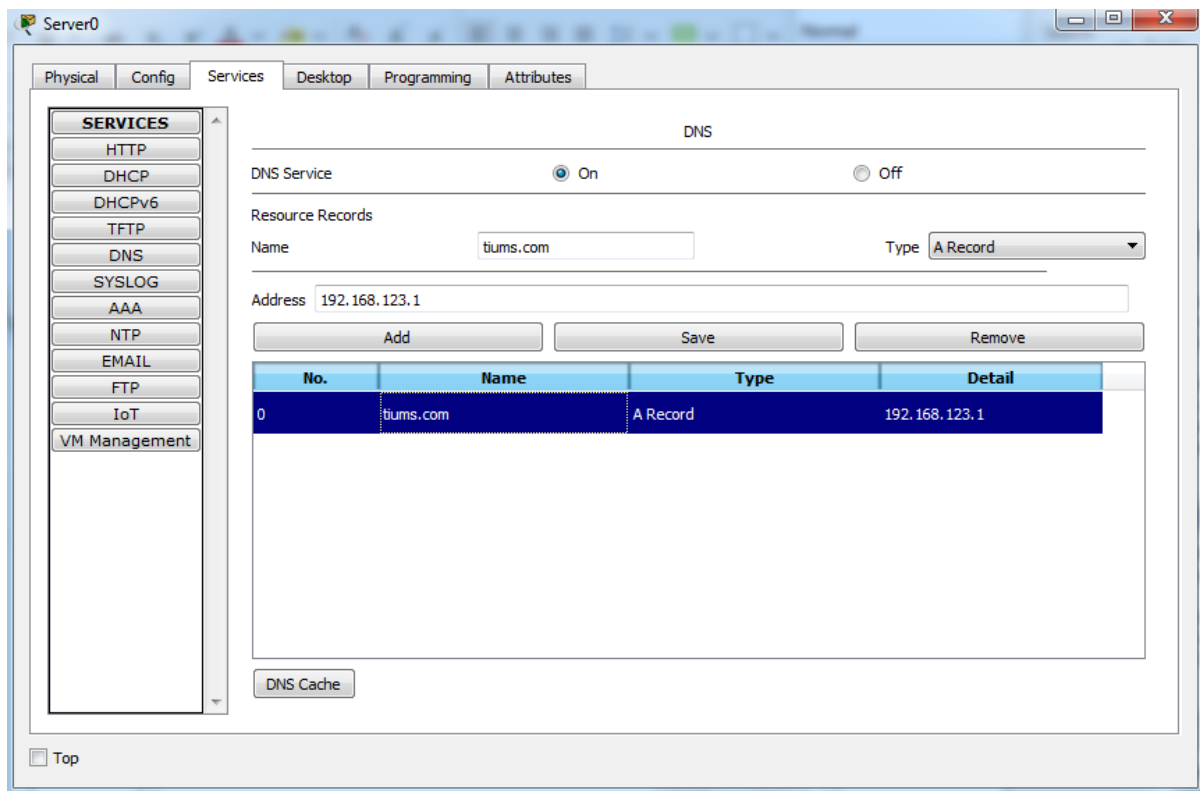 Server0
Physical Config Services Desktop Programming Attributes
SERVICES
HTTP
DHCP
DHCPv6
TFTP
DNS
SYSLOG
AAA
NTP
EMAIL
FTP
IoT
VM Management
DNS
DNS Service On Off
Resource Records
Name tiums.com Type A Record
Address 192.168.123.1
Add Save Remove
No. Name Type Detail
0 tiums.com A Record 192.168.123.1
DNS Cache
Top